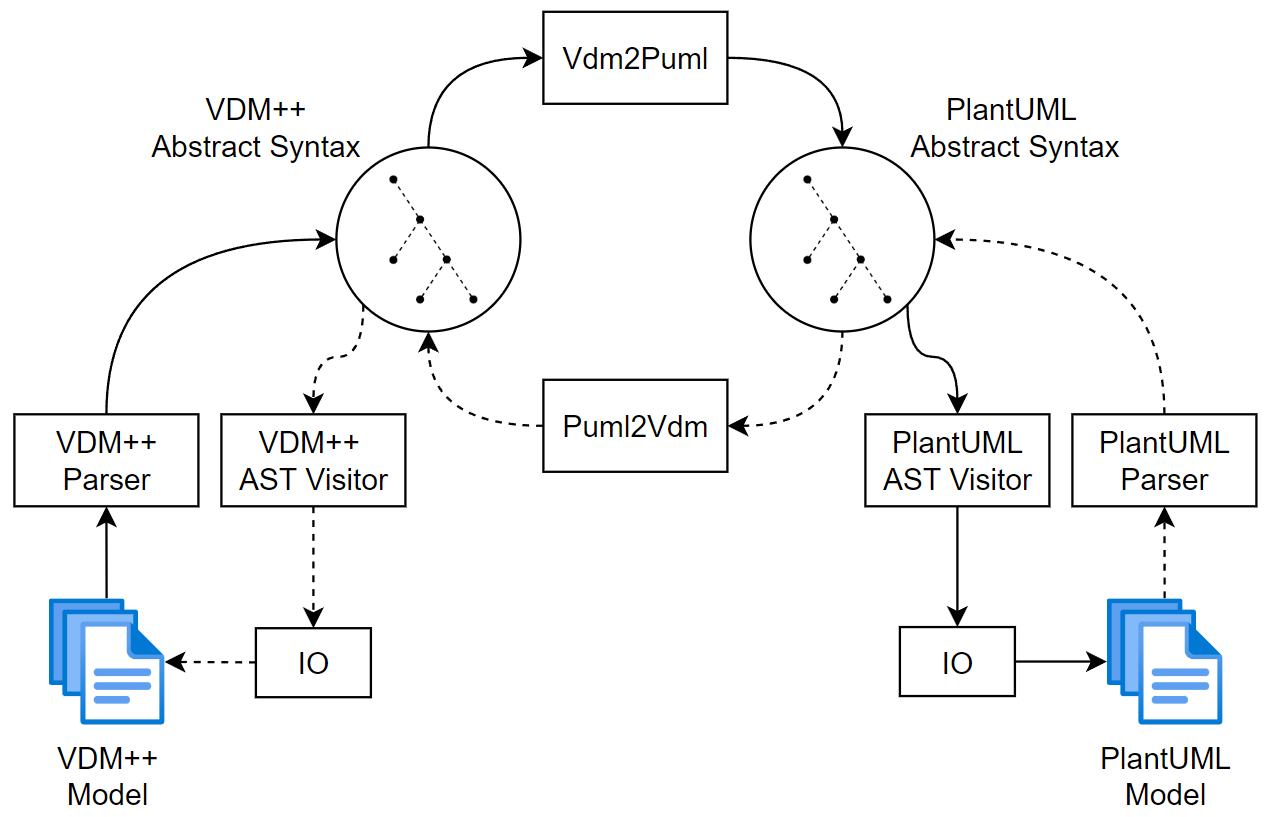 Vdm2Puml
VDM++
Abstract Syntax
PlantUML
Abstract Syntax
Puml2Vdm
VDM++
Parser
VDM++
AST Visitor
PlantUML
AST Visitor
PlantUML
Parser
IO
IO
VDM++
Model
PlantUML
Model